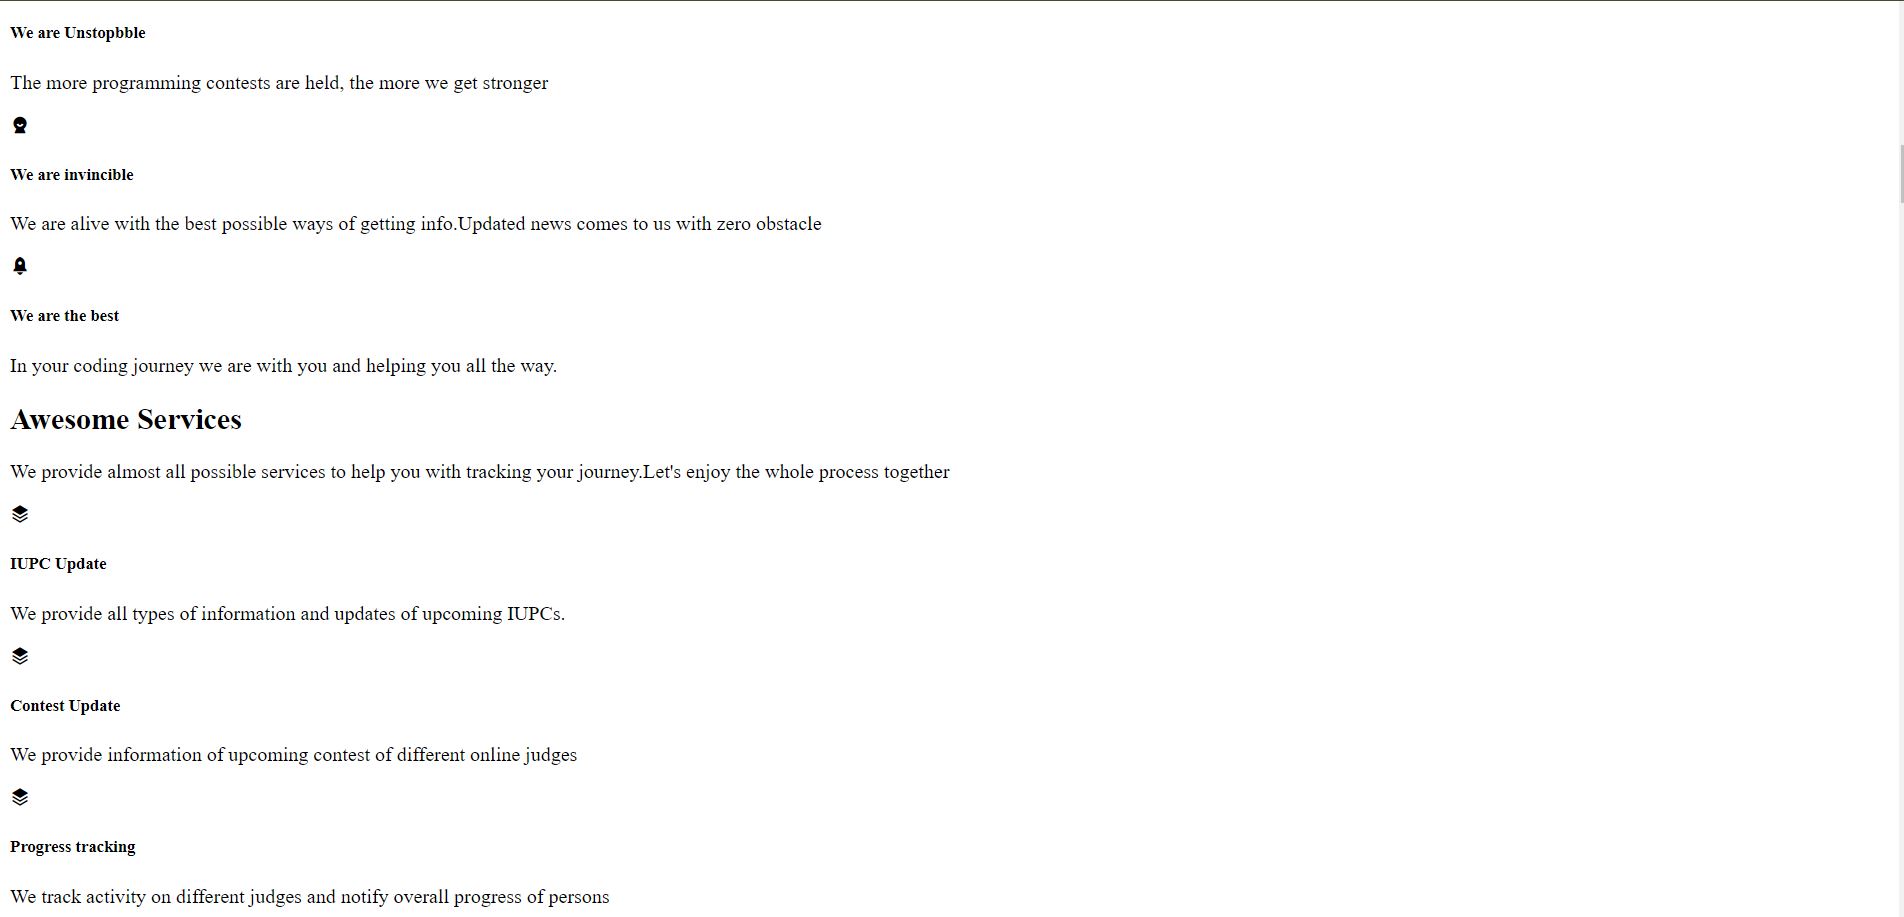 We are Unstopbble
The more programming contests are held, the more we get stronger
We are invincible
We are alive with the best possible ways of getting info.Updated news comes to us with zero obstacle
We are the best
In your coding journey we are with you and helping you all the way.
Awesome Services
We provide almost all possible services to help you with tracking your journey.Let's enjoy the whole process together
IUPC Update
We provide all types of information and updates of upcoming IUPCs.
Contest Update
We provide information of upcoming contest of different online judges
Progress tracking
We track activity on different judges and notify overall progress of persons